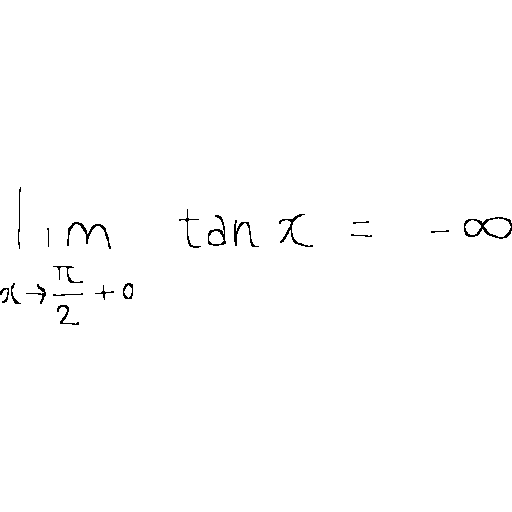 lim tan x = -∞
x→π/2+0